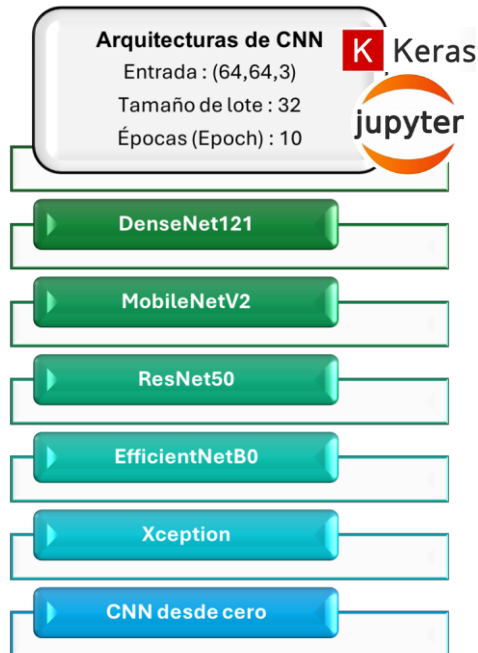 Arquitecturas de CNN
Entrada : (64,64,3)
Tamaño de lote : 32
Épocas (Epoch) : 10
K Keras
jupyter
DenseNet121
MobileNetV2
ResNet50
EfficientNetB0
Xception
CNN desde cero